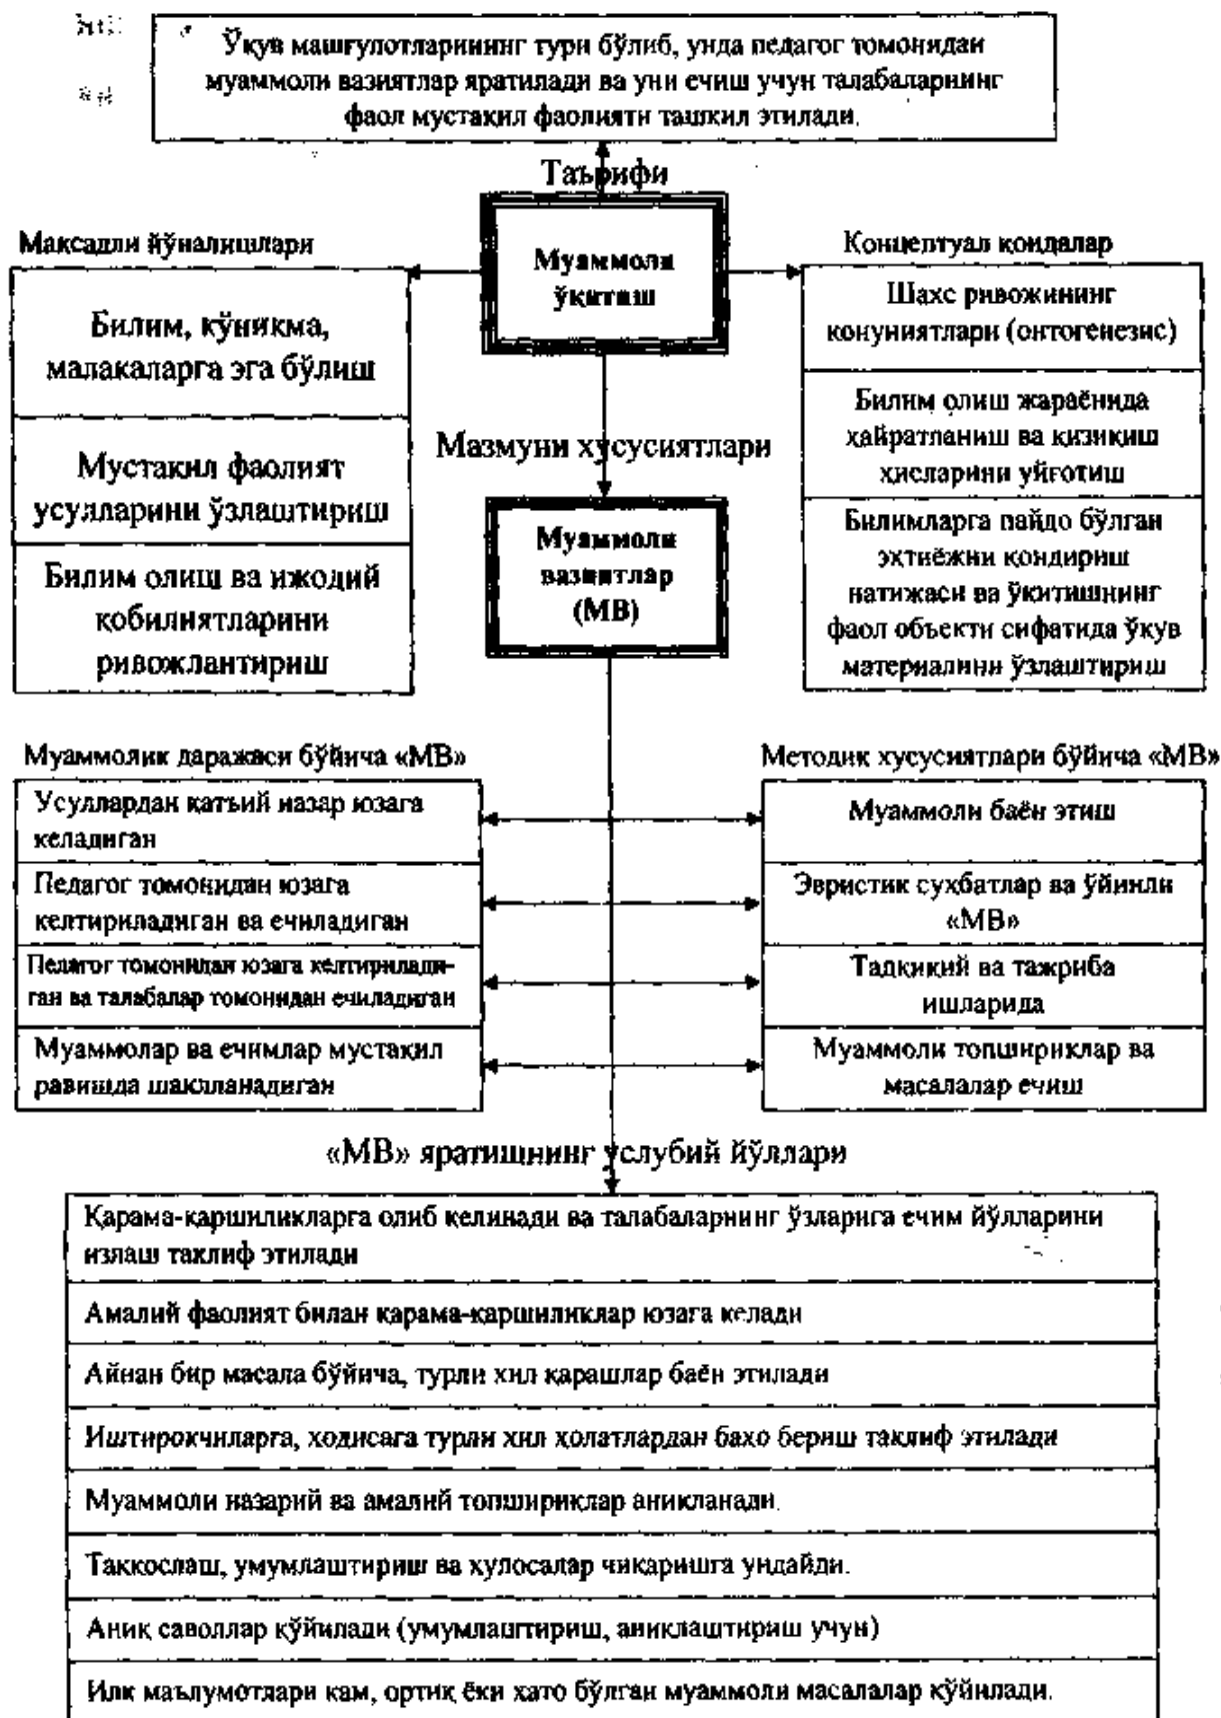 Ўқув машғулотларининг тури бўлиб, унда педагог томонидан
муаммоли вазиятлар яратилади ва уни ечиш учун талабаларнинг
фаол мустақил фаолияти ташкил этилади.
Таърифи
Муаммоли
ўқитиш
Мақсадли йўналишлари
Билим, кўникма,
малакаларга эга бўлиш
Мустақил фаолият
усулларини ўзлаштириш
Билим олиш ва ижодий
қобилиятларини
ривожлантириш
Концептуал қоидалар
Шахс ривожининг
конуниятлари (онтогенезис)
Билим олиш жараёнида
ҳайратланиш ва қизиқиш
ҳисларини уйғотиш
Билимларга пайдо бўлган
эҳтиёжни қондириш
натижаси ва ўқитишнинг
фаол объекти сифатида ўқув
материалини ўзлаштириш
Мазмуни хусусиятлари
Муаммоли
вазиятлар
(МВ)
Муаммолик даражаси бўйича «МВ»
Усуллардан қатъий назар юзага
келадиган
Педагог томонидан юзага
келтириладиган ва ечиладиган
Педагог томонидан юзага келтирилади-
ган ва талабалар томонидан ечиладиган
Муаммолар ва ечимлар мустақил
равишда шаклланадиган
Методик хусусиятлари бўйича «МВ»
Муаммоли баён этиш
Эвристик суҳбатлар ва ўйинли
«МВ»
Тадқиқий ва тажриба
ишларида
Муаммоли топшириклар ва
масалалар ечиш
«МВ» яратишнинг услубий йўллари
Қарама-қаршиликларга олиб келинади ва талабаларнинг ўзларига ечим йўлларини
излаш таклиф этилади
Амалий фаолият билан қарама-қаршиликлар юзага келади
Айнан бир масала бўйича, турли хил қарашлар баён этилади
Иштирокчиларга, ходисага турли хил ҳолатлардан баҳо бериш таклиф этилади
Муаммоли назарий ва амалий топшириқлар аниқланади.
Таққослаш, умумлаштириш ва хулосалар чиқаришга ундайди.
Аниқ саволлар қўйилади (умумлаштириш, аниқлаштириш учун)
Илк маълумотлари кам, ортиқ ёки хато бўлган муаммоли масалалар қўйилади.